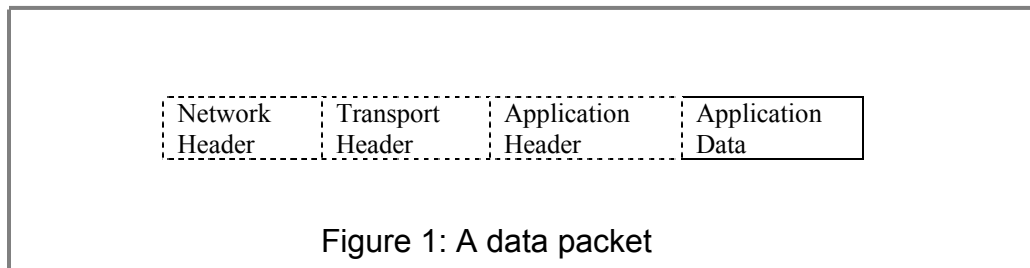 Network Header
Transport Header
Application Header
Application Data
Figure 1: A data packet